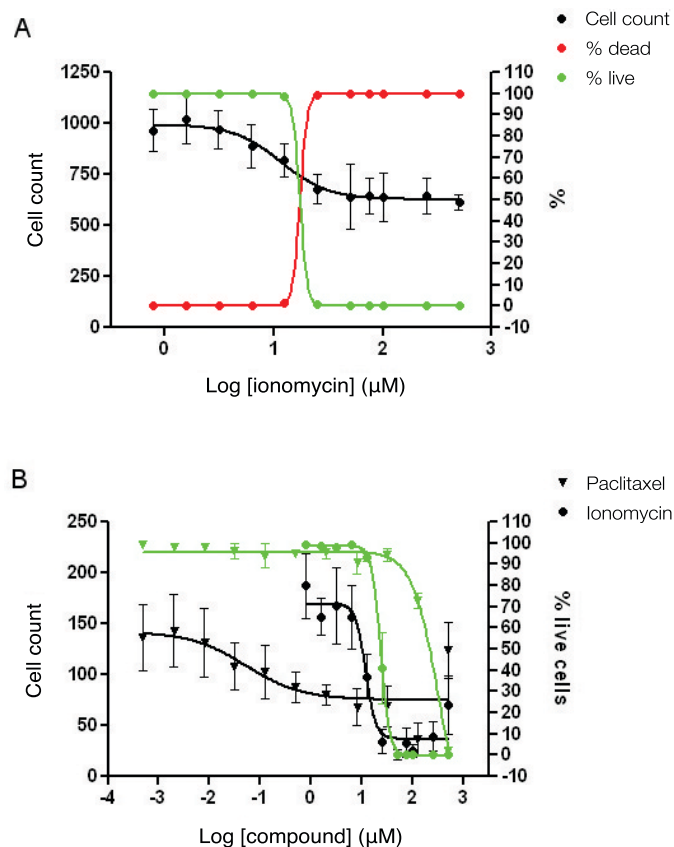 A
Cell count
% dead
% live
1250
1000
750
500
250
0
Cell count
110
100
90
80
70
60
50
40
30
20
10
0
-10
%
0 1 2 3
Log [ionomycin] (µM)
B
Paclitaxel
Ionomycin
250
200
150
100
50
0
Cell count
110
100
90
80
70
60
50
40
30
20
10
0
-10
% live cells
-4 -3 -2 -1 0 1 2 3
Log [compound] (µM)